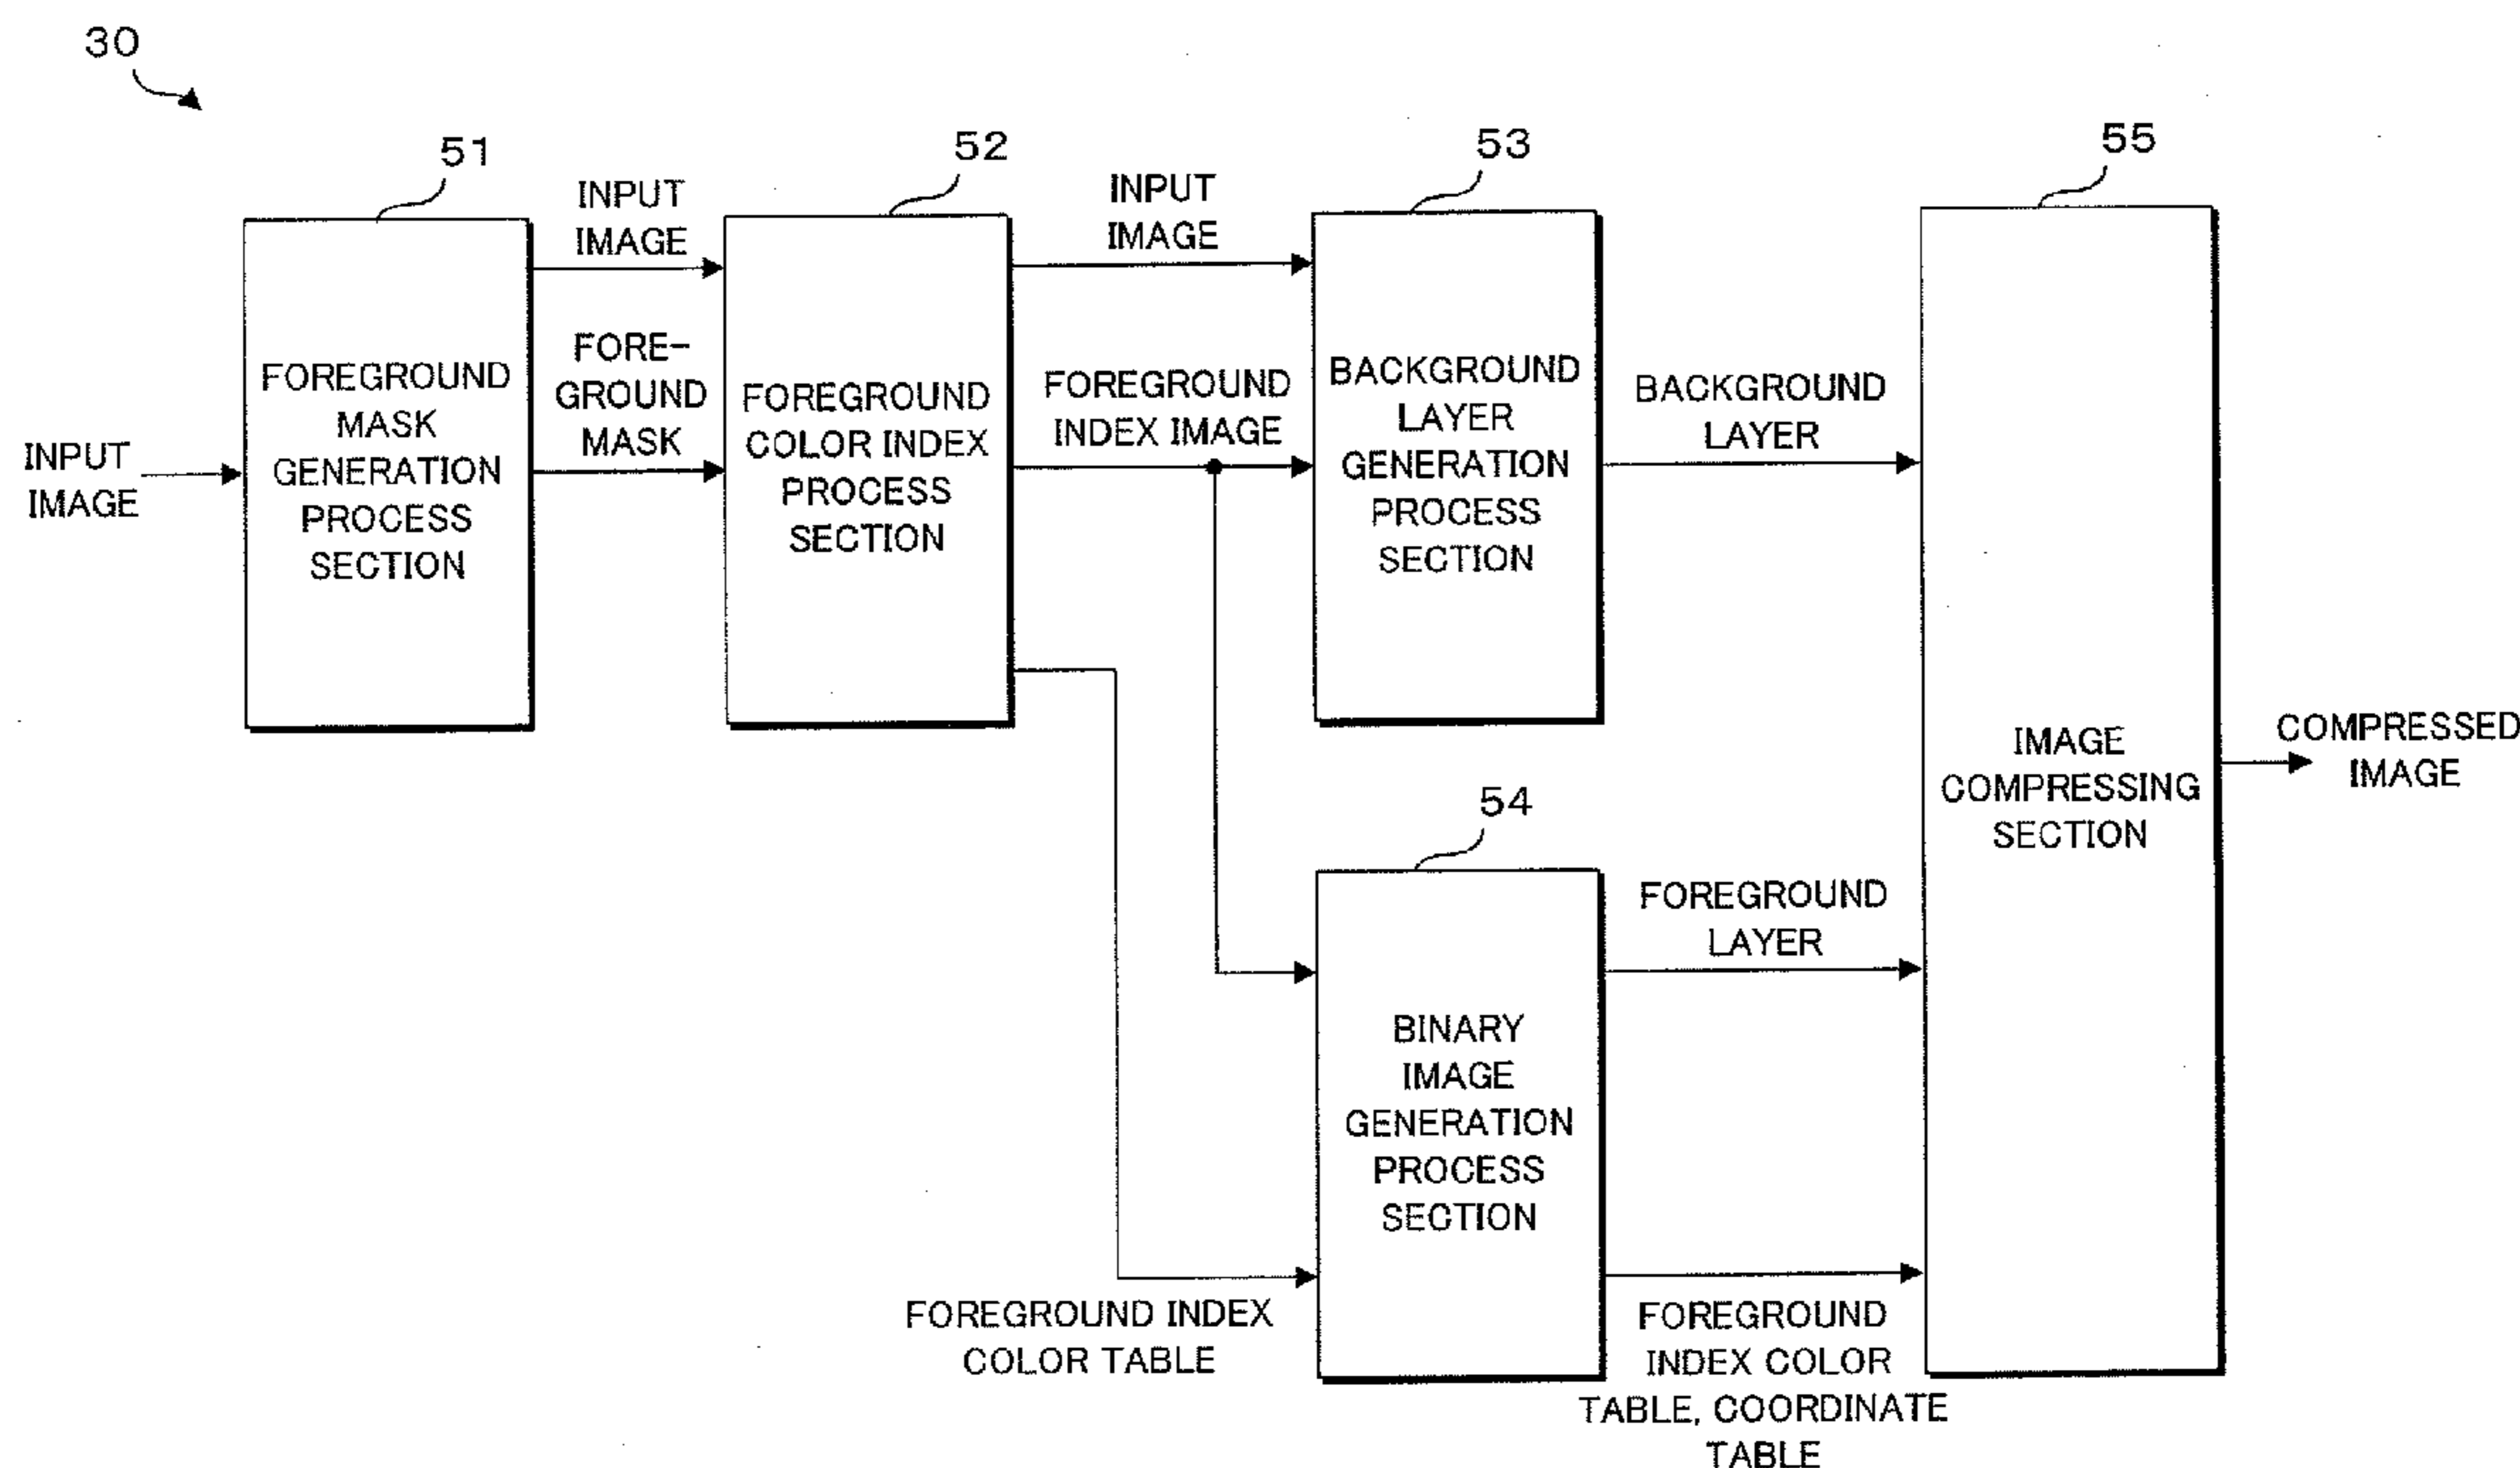 30
51
52
53
55
INPUT
IMAGE
INPUT
IMAGE
FORE-
GROUND
MASK
INPUT
IMAGE
FOREGROUND
MASK
GENERATION
PROCESS
SECTION
FOREGROUND
COLOR INDEX
PROCESS
SECTION
FOREGROUND
INDEX IMAGE
BACKGROUND
LAYER
GENERATION
PROCESS
SECTION
BACKGROUND
LAYER
INPUT
IMAGE
IMAGE
COMPRESSING
SECTION
COMPRESSED
IMAGE
54
BINARY
IMAGE
GENERATION
PROCESS
SECTION
FOREGROUND
LAYER
FOREGROUND INDEX
COLOR TABLE
FOREGROUND
INDEX COLOR
TABLE, COORDINATE
TABLE